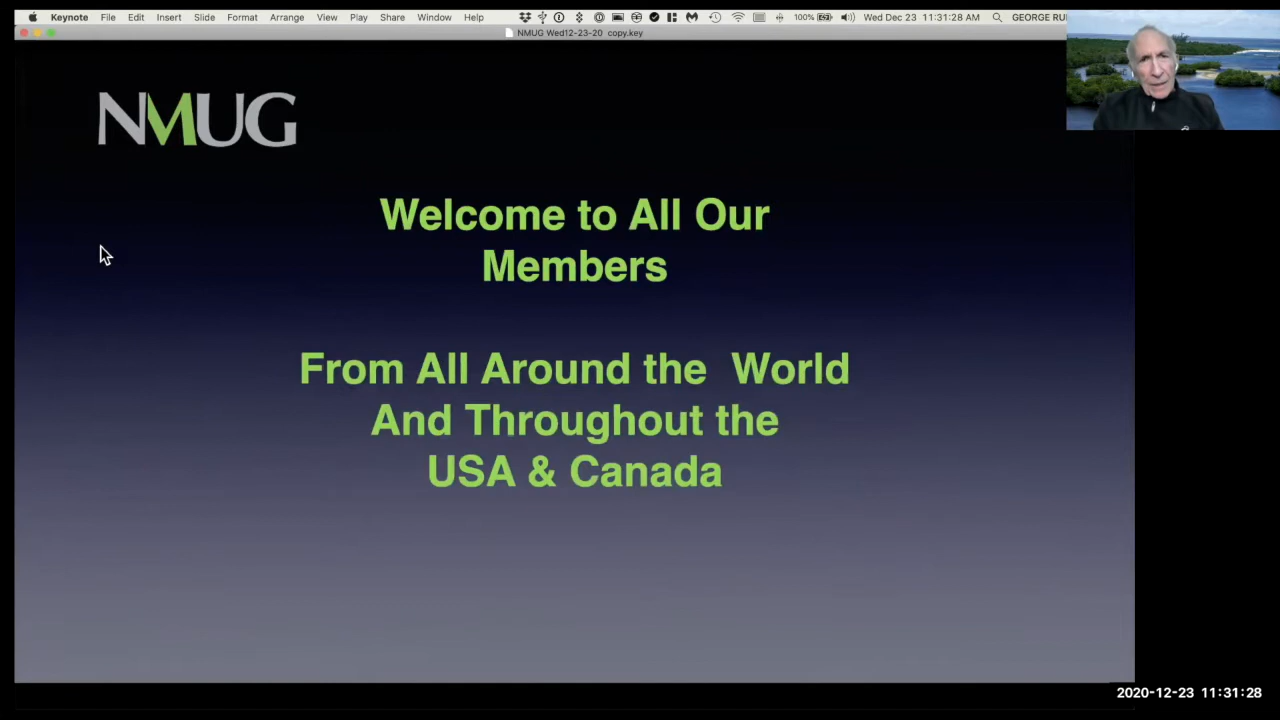 Keynote File Edit Insert Slide Format Arrange View Play Share Window Help 100% Wed Dec 23 11:31:28 AM GEORGE
NMUG Wed12-23-20 copy.key
NMUG
Welcome to All Our
Members
From All Around the World
And Throughout the
USA & Canada
2020-12-23 11:31:28